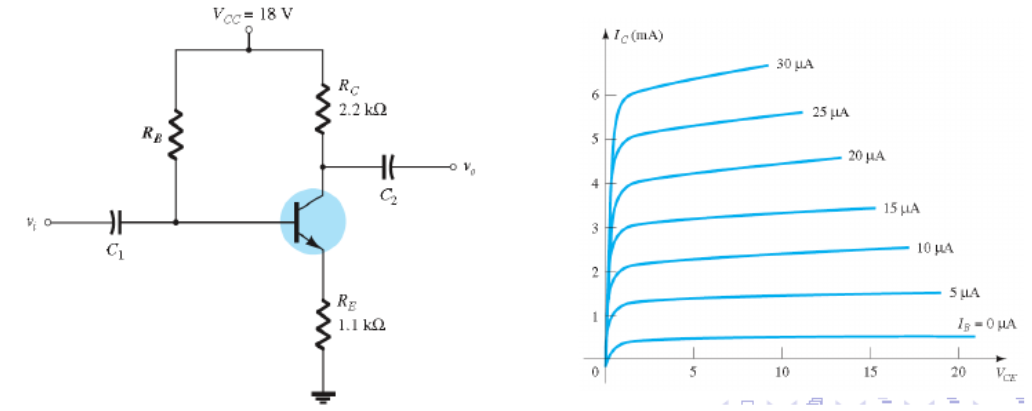 VCC = 18 V
RC
2.2 kΩ
RB
vo
C2
vi
C1
RE
1.1 kΩ
IC (mA)
30 μA
6
25 μA
5
20 μA
4
15 μA
3
10 μA
2
5 μA
1
IB = 0 μA
0
5
10
15
20
VCE